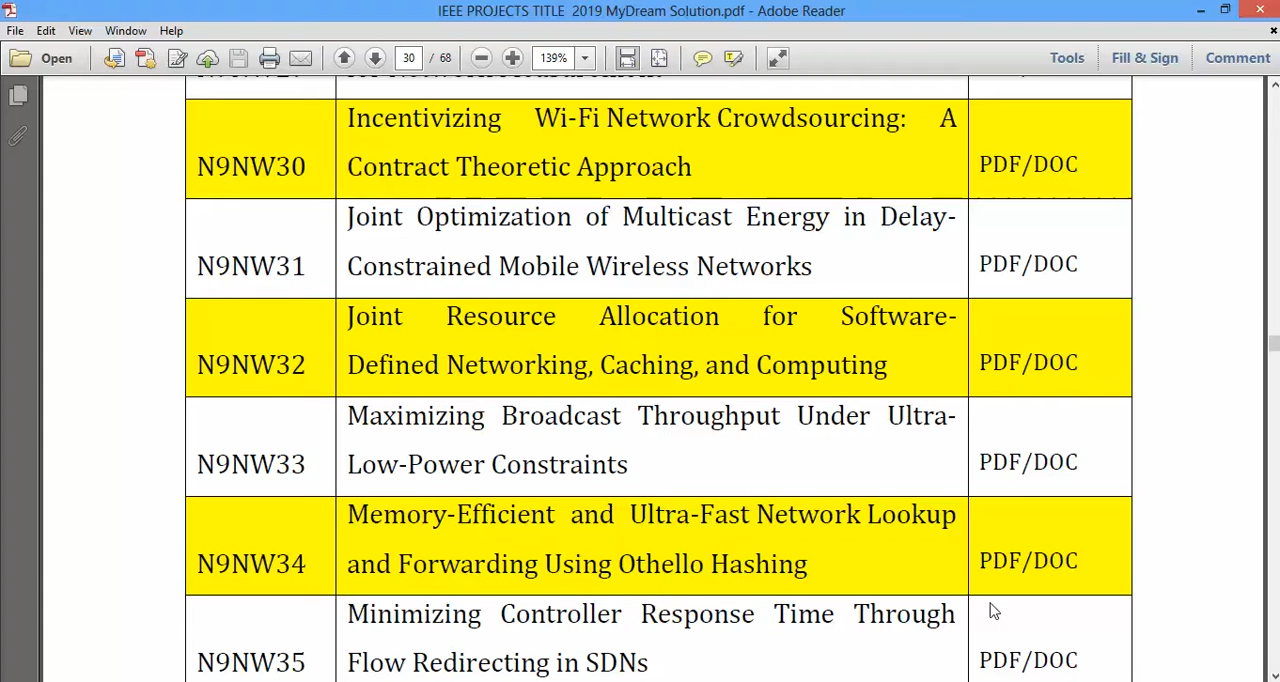 IEEE PROJECTS TITLE 2019 MyDream Solution.pdf - Adobe Reader
File Edit View Window Help
Open 30 / 68 139% Tools Fill & Sign Comment
Incentivizing Wi-Fi Network Crowdsourcing: A
N9NW30 Contract Theoretic Approach PDF/DOC
Joint Optimization of Multicast Energy in Delay-
N9NW31 Constrained Mobile Wireless Networks PDF/DOC
Joint Resource Allocation for Software-
N9NW32 Defined Networking, Caching, and Computing PDF/DOC
Maximizing Broadcast Throughput Under Ultra-
N9NW33 Low-Power Constraints PDF/DOC
Memory-Efficient and Ultra-Fast Network Lookup
N9NW34 and Forwarding Using Othello Hashing PDF/DOC
Minimizing Controller Response Time Through
N9NW35 Flow Redirecting in SDNs PDF/DOC